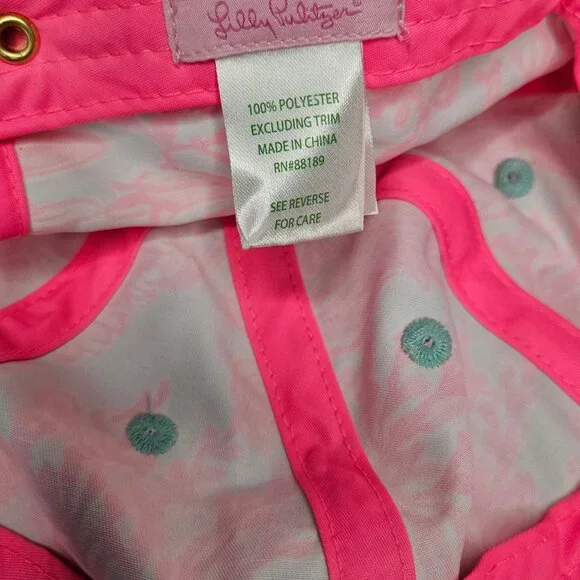 Lilly Pulitzer®
100% POLYESTER
EXCLUDING TRIM
MADE IN CHINA
RN#88189
SEE REVERSE
FOR CARE